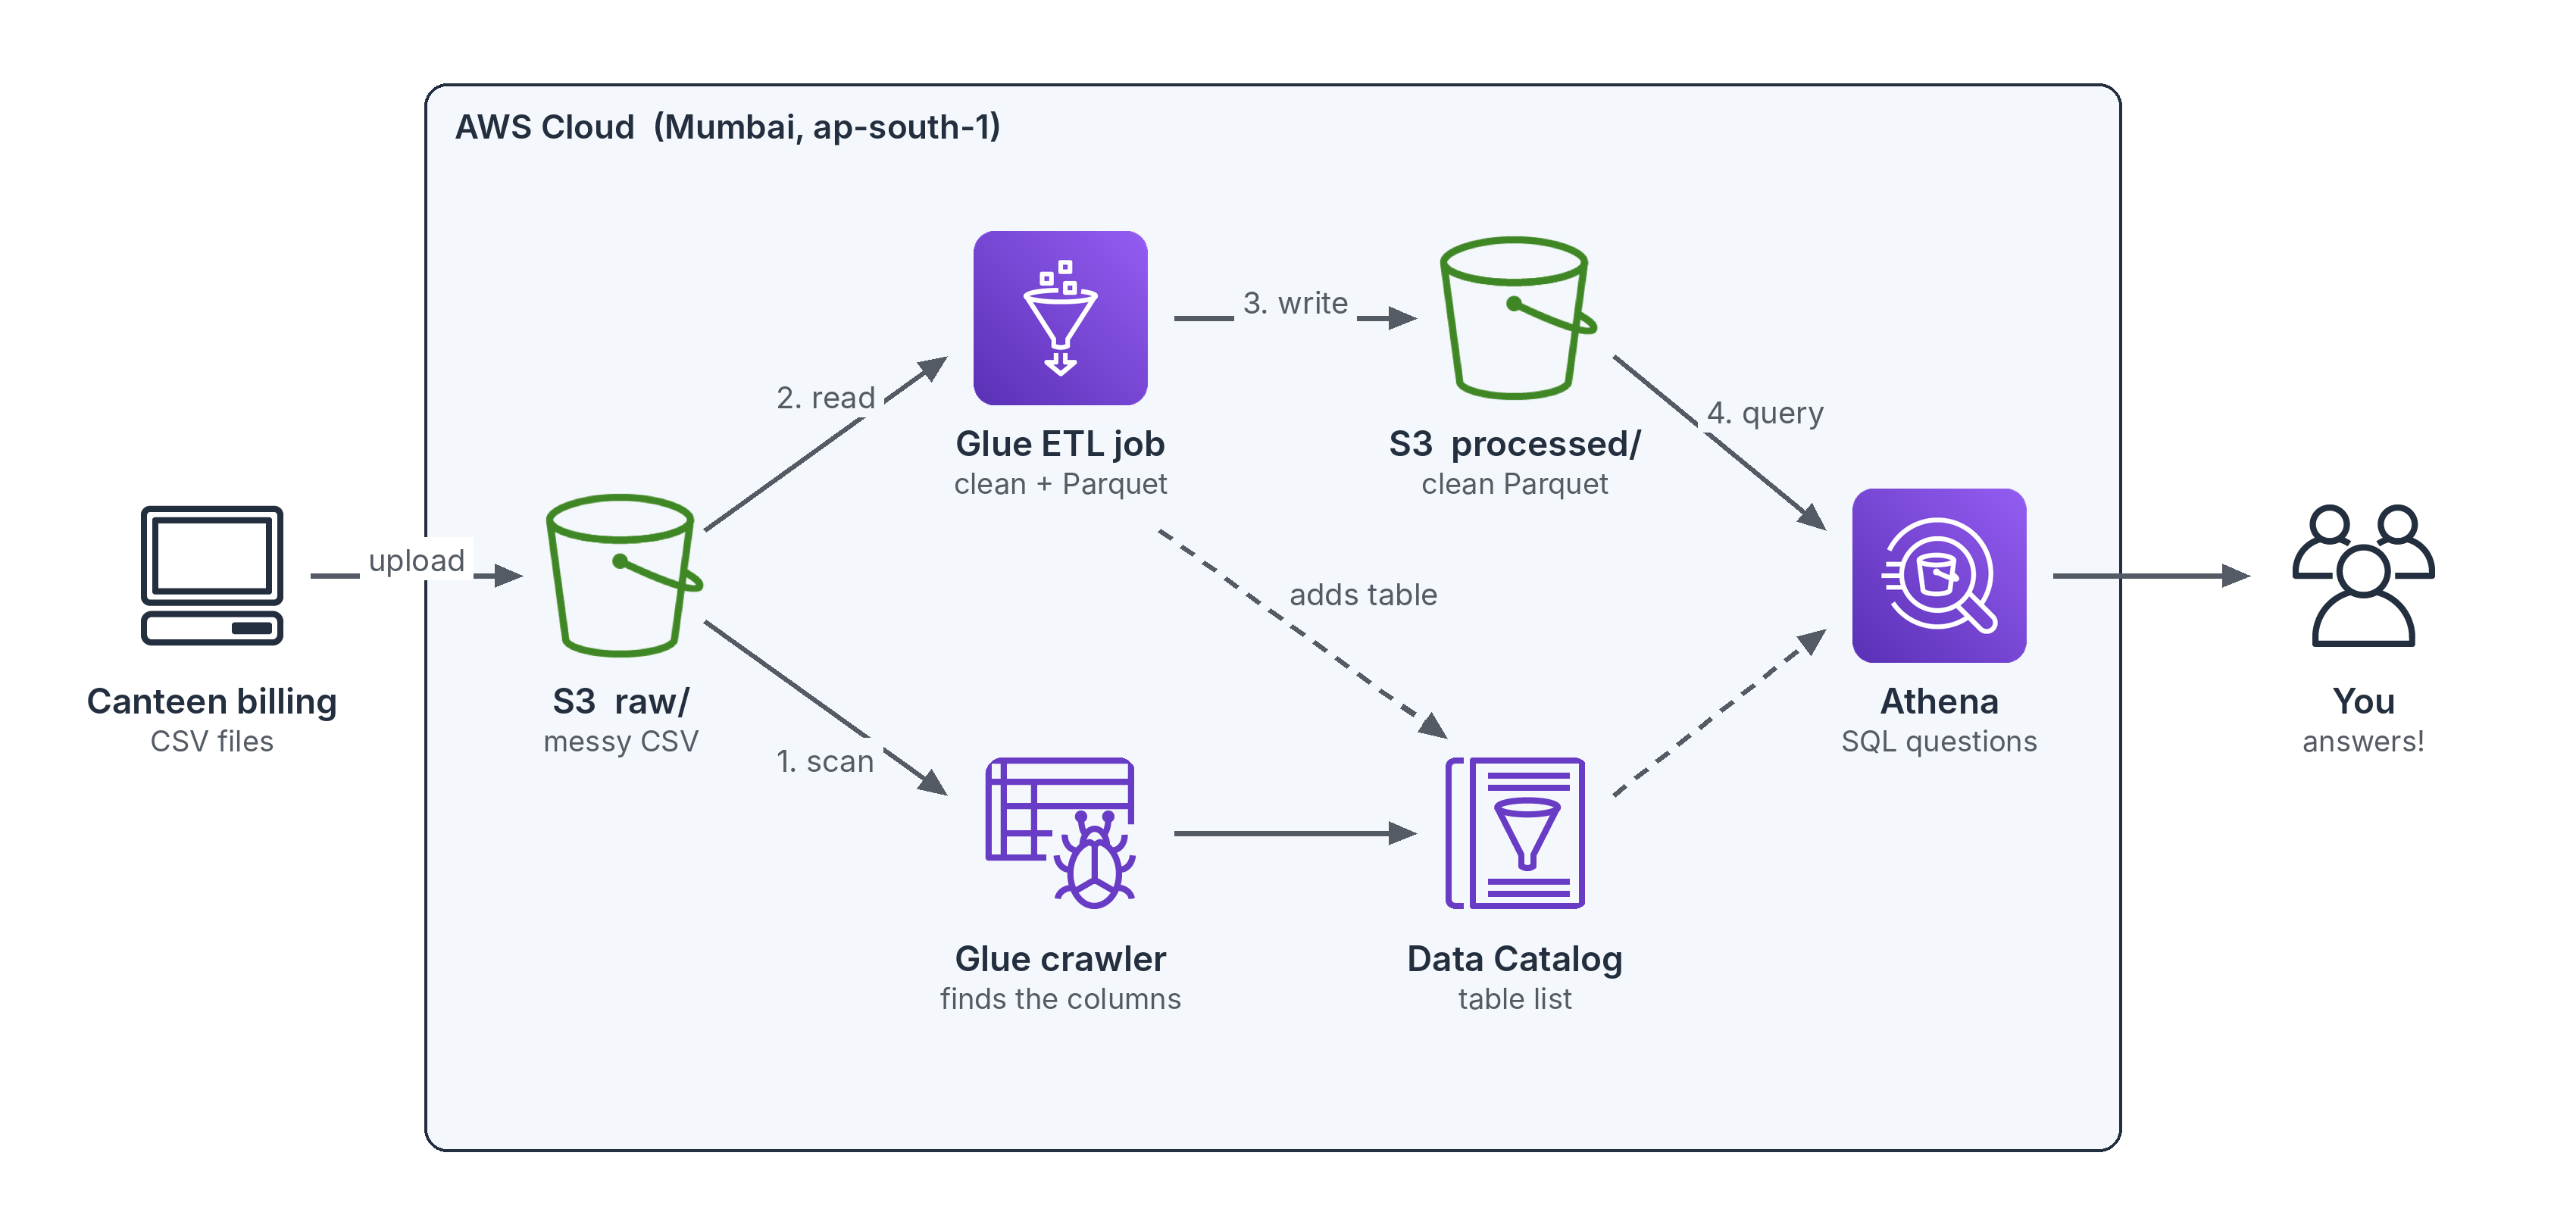 AWS Cloud (Mumbai, ap-south-1)
3. write
2. read
4. query
Glue ETL job
clean + Parquet
S3 processed/
clean Parquet
upload
adds table
Canteen billing
CSV files
S3 raw/
messy CSV
1. scan
Athena
SQL questions
You
answers!
Glue crawler
finds the columns
Data Catalog
table list